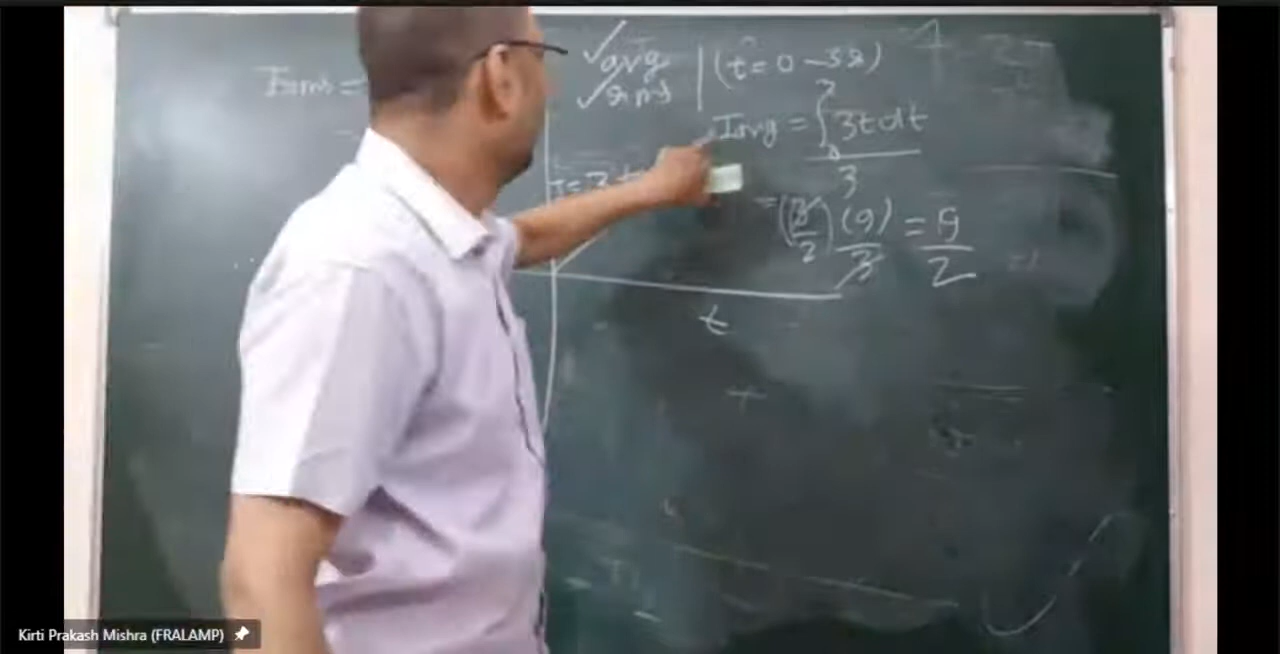 Irms =
✓ avg
✓ rms
(t = 0 - 3s)
Iavg = ∫₀³ 3t dt / 3
I = 3t
= (3/2) (9)/3 = 9/2
t
Kirti Prakash Mishra (FRALAMP)